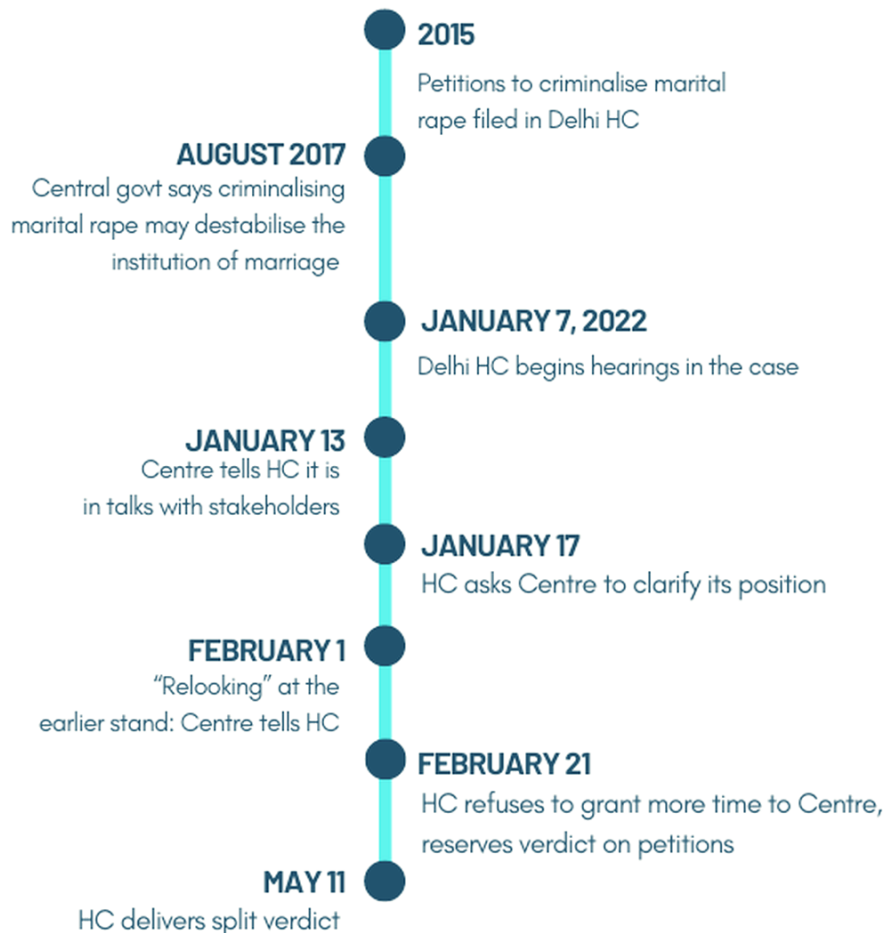 2015
Petitions to criminalise marital
rape filed in Delhi HC
AUGUST 2017
Central govt says criminalising
marital rape may destabilise the
institution of marriage
JANUARY 7, 2022
Delhi HC begins hearings in the case
JANUARY 13
Centre tells HC it is
in talks with stakeholders
JANUARY 17
HC asks Centre to clarify its position
FEBRUARY 1
“Relooking” at the
earlier stand: Centre tells HC
FEBRUARY 21
HC refuses to grant more time to Centre,
reserves verdict on petitions
MAY 11
HC delivers split verdict